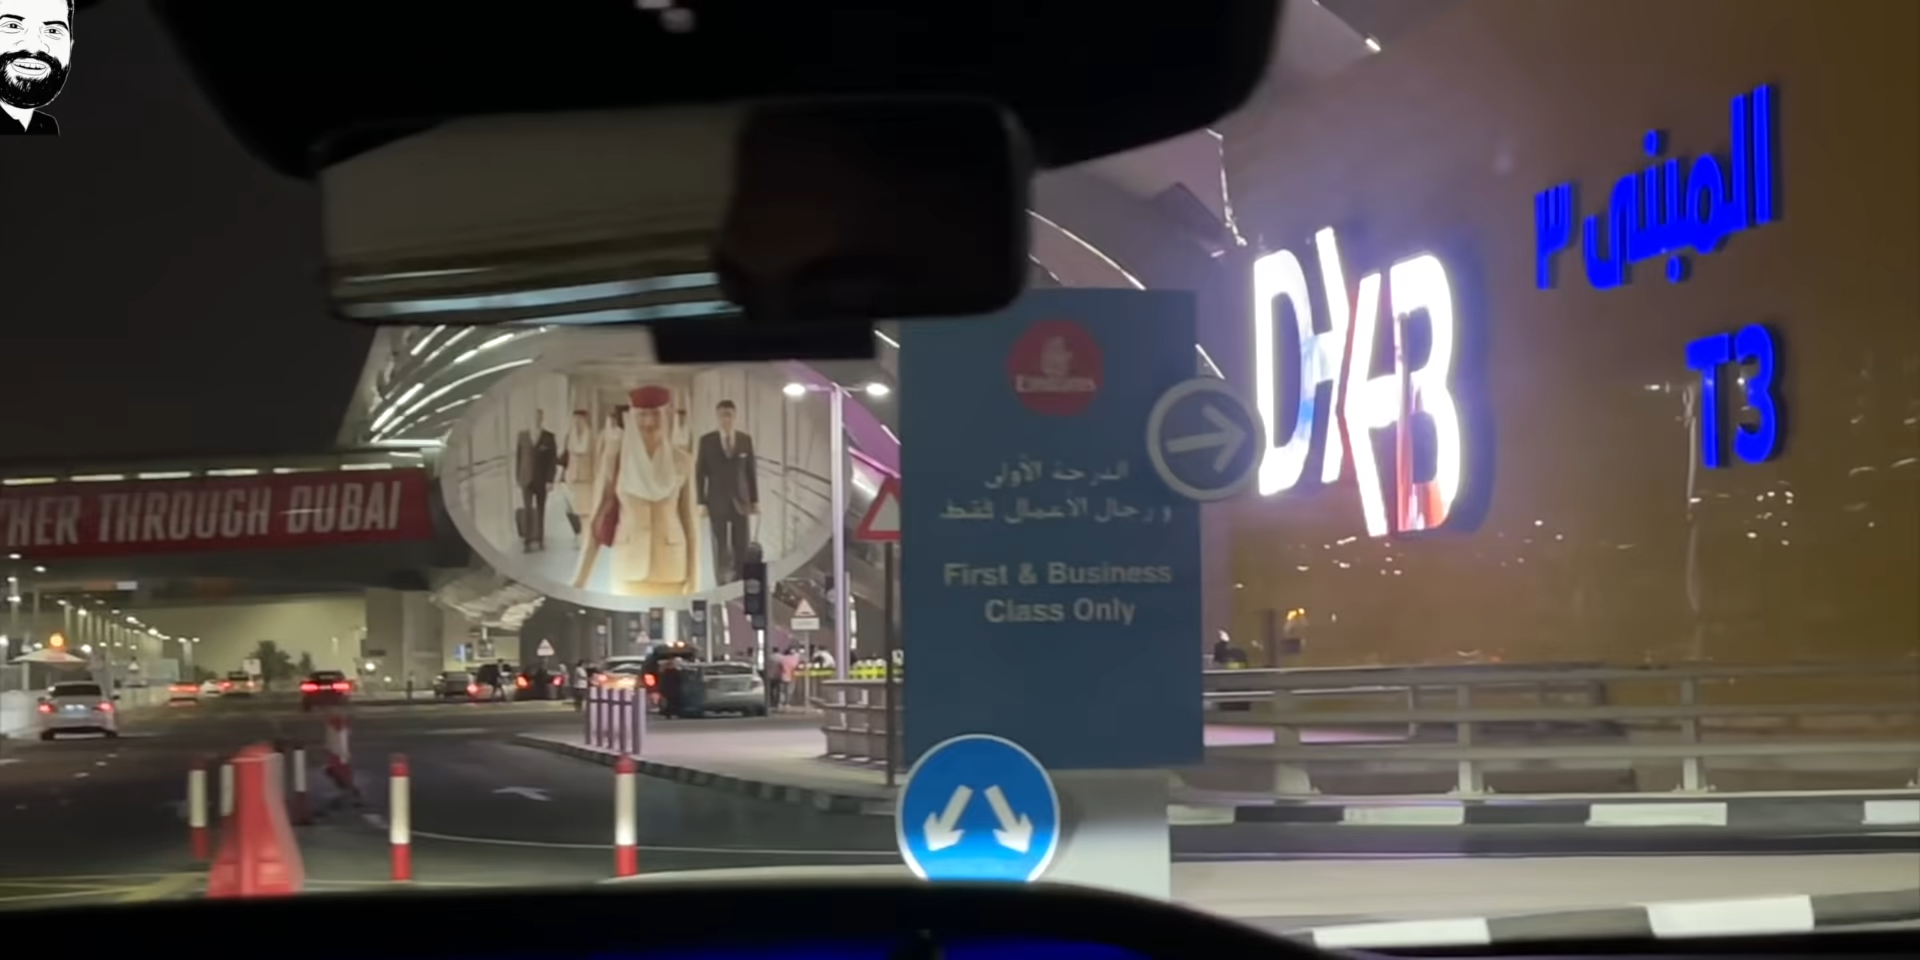 THER THROUGH DUBAI
Emirates
الدرجة الأولى
ورجال الأعمال فقط
First & Business
Class Only
DXB
المبنى ٣
T3